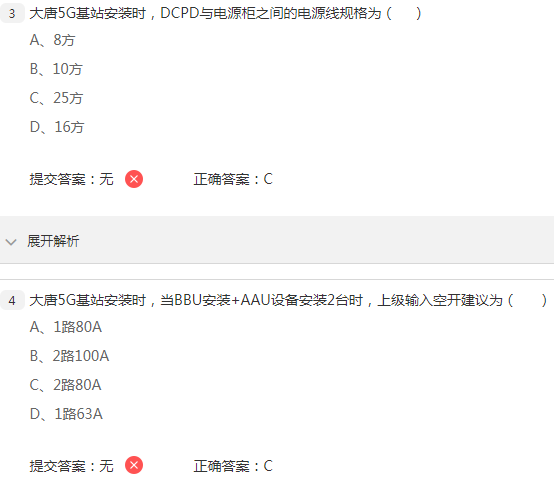 3 大唐5G基站安装时，DCPD与电源柜之间的电源线规格为（ ）
A、8方
B、10方
C、25方
D、16方
提交答案：无 正确答案：C
展开解析
4 大唐5G基站安装时，当BBU安装+AAU设备安装2台时，上级输入空开建议为（ ）
A、1路80A
B、2路100A
C、2路80A
D、1路63A
提交答案：无 正确答案：C